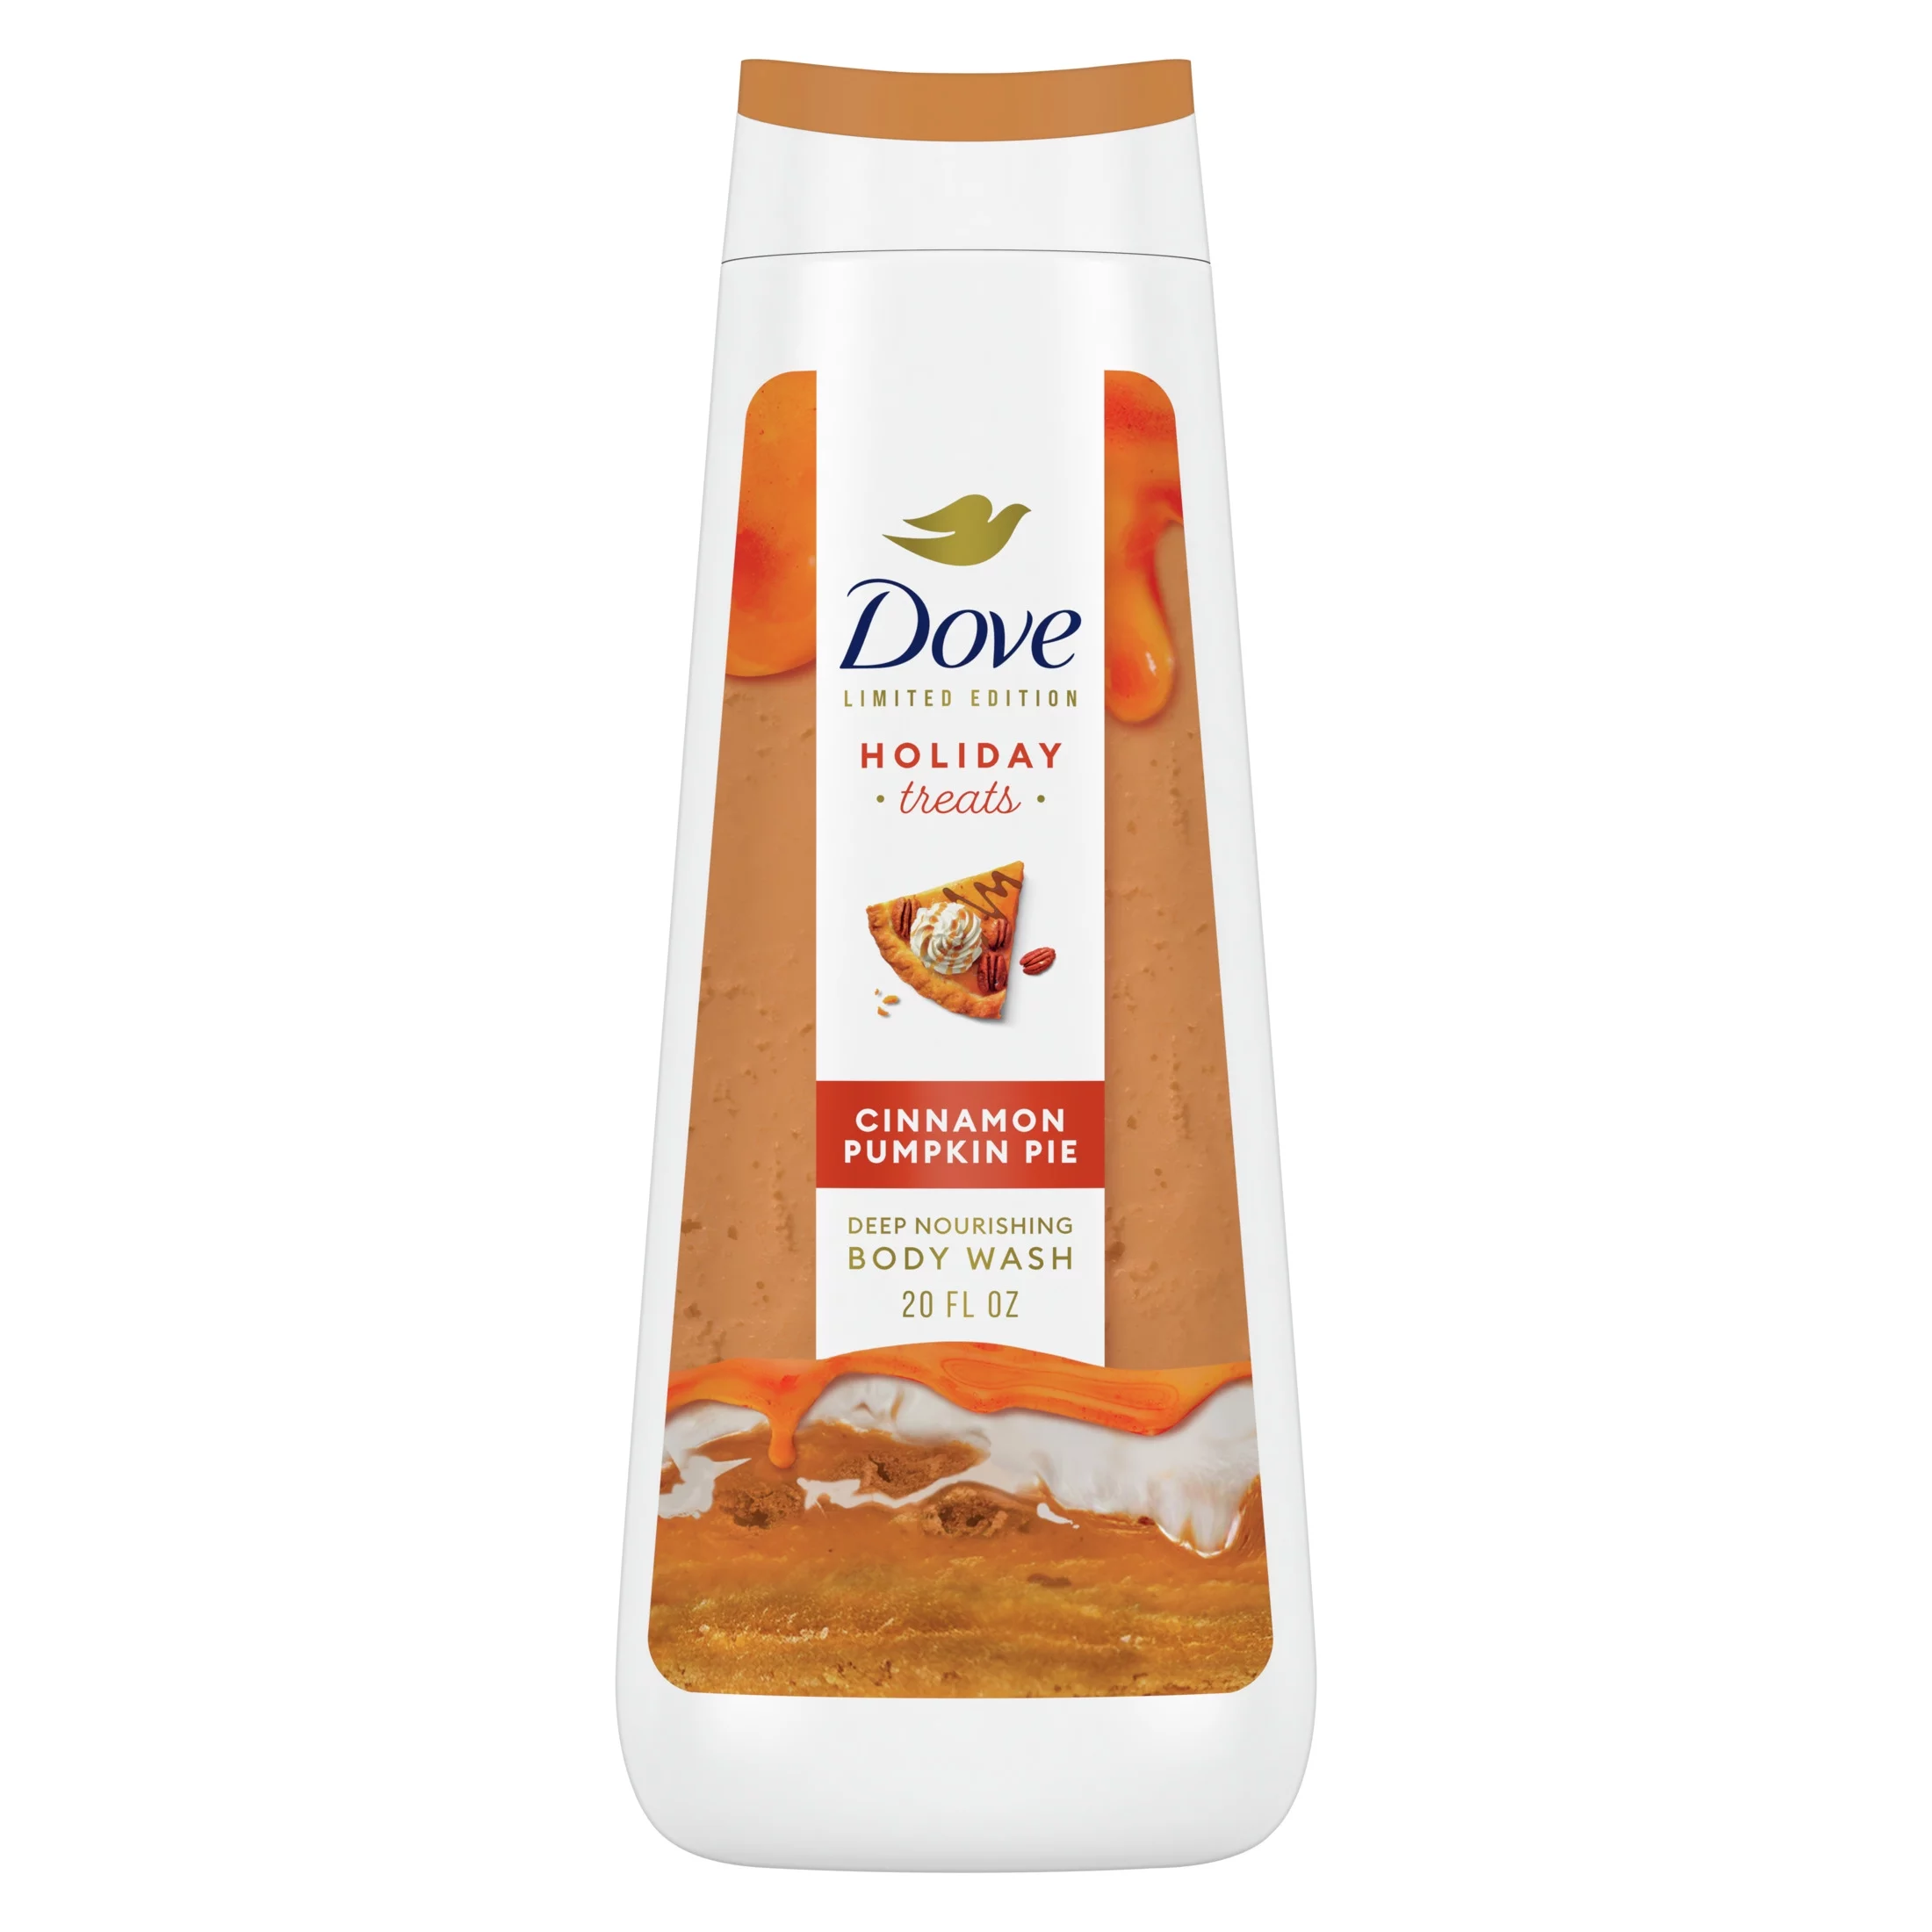 Dove
LIMITED EDITION
HOLIDAY
• treats •
CINNAMON
PUMPKIN PIE
DEEP NOURISHING
BODY WASH
20 FL OZ